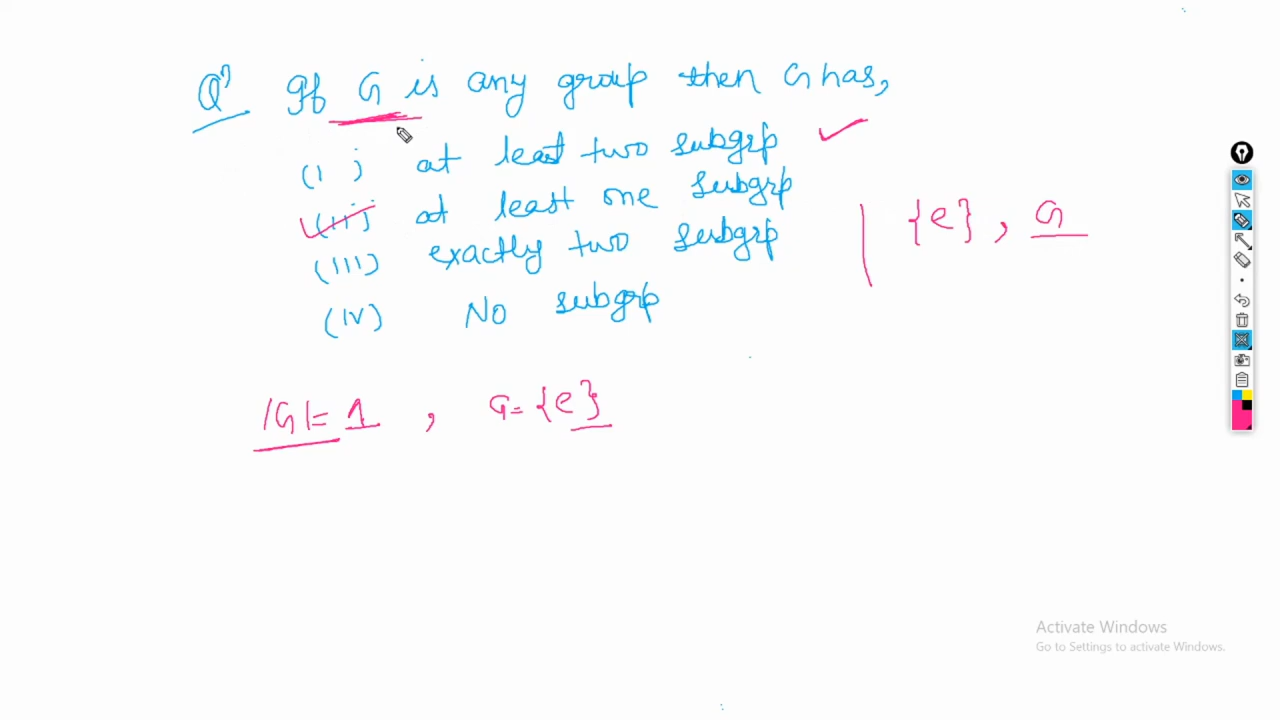 Qⁿ If G is any group then G has,
(I) at least two subgrp ✓
(II) at least one subgrp
(III) exactly two subgrp
(IV) No subgrp
{e}, G
|G|= 1 , G= {e}
Activate Windows
Go to Settings to activate Windows.